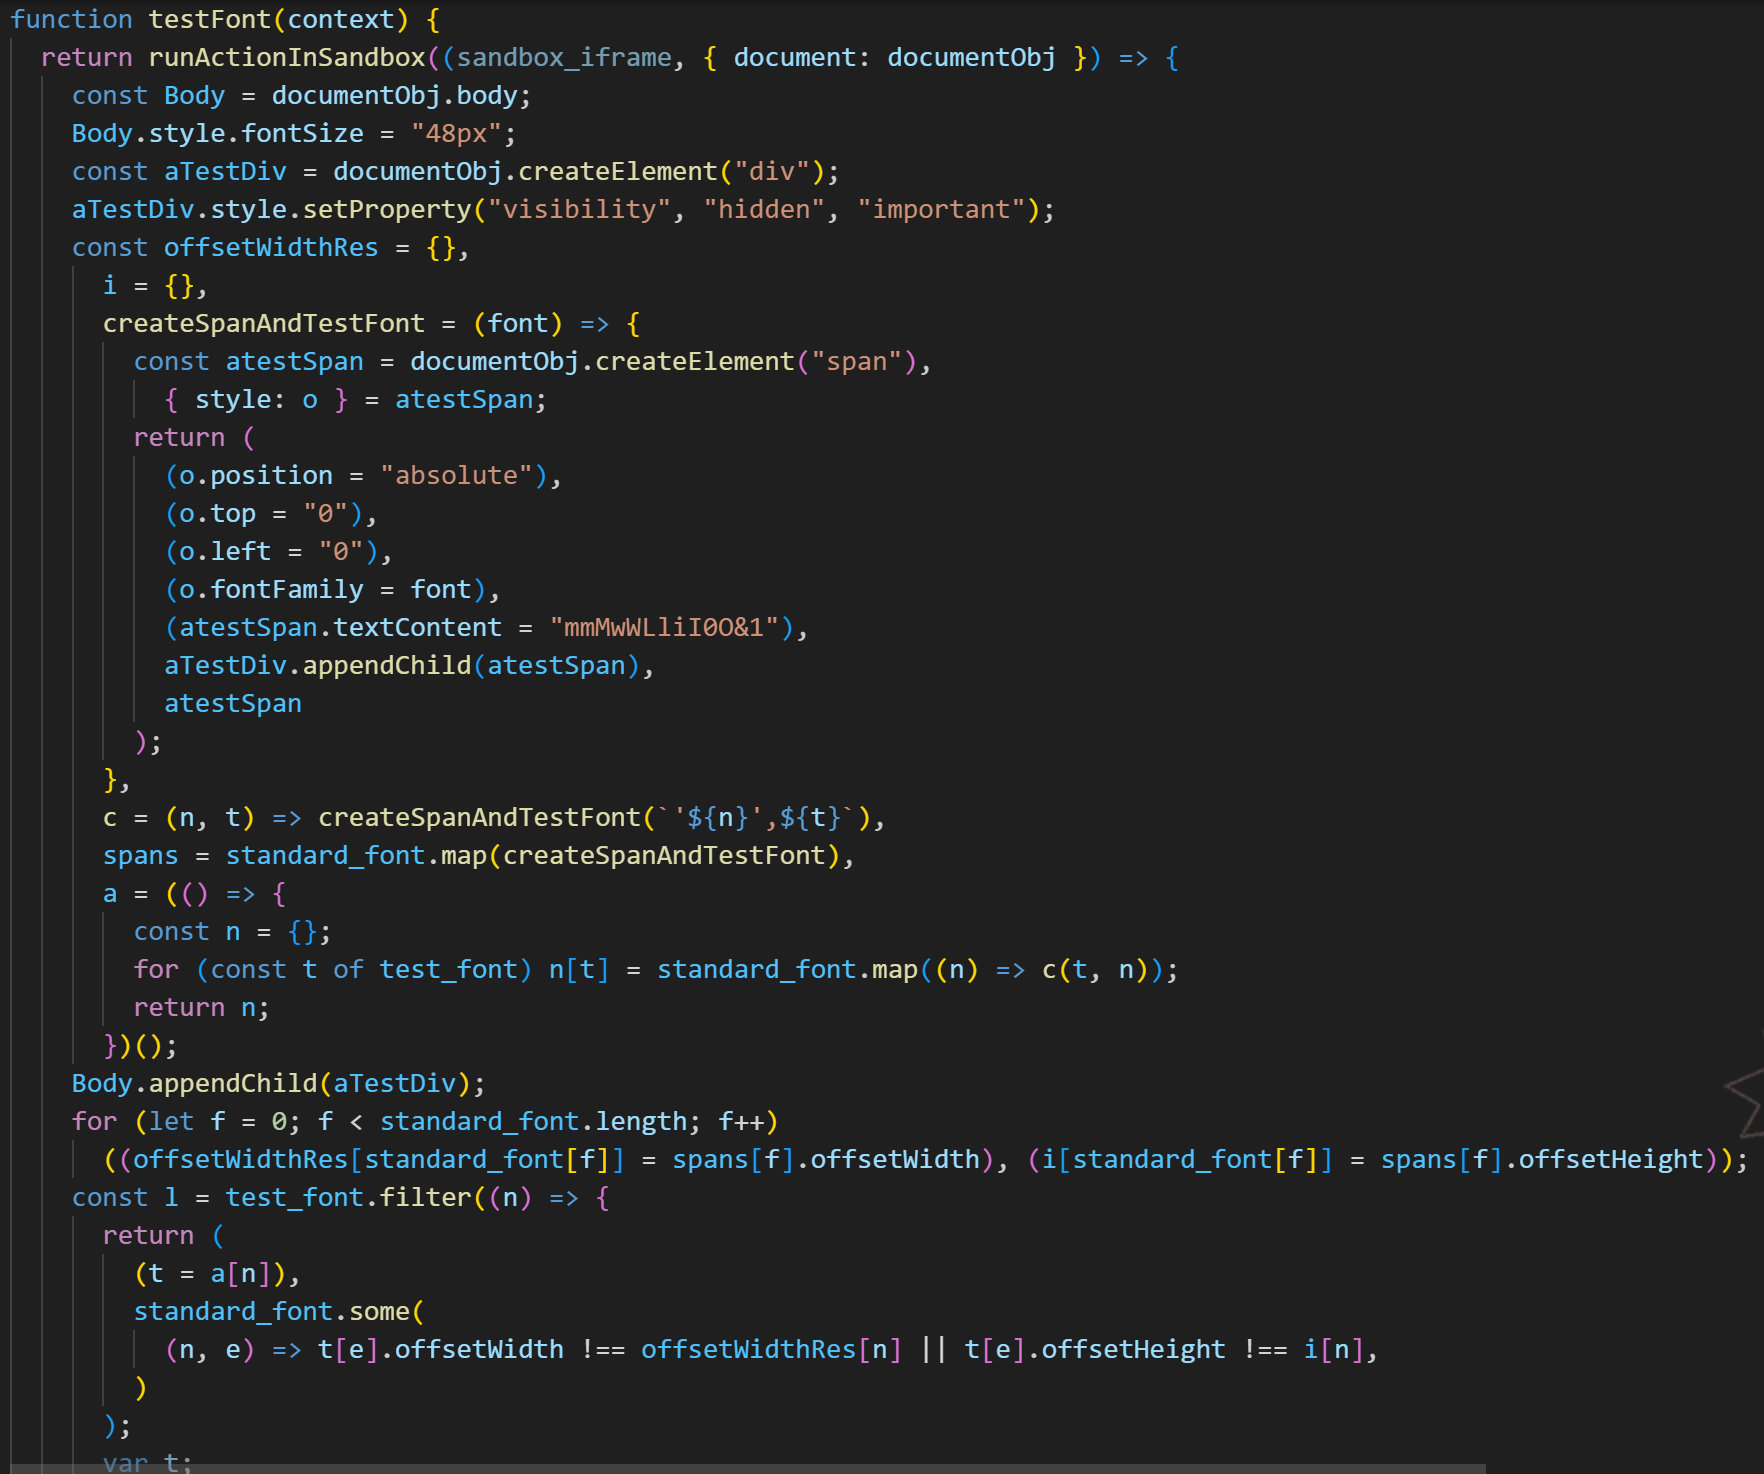 function testFont(context) {
  return runActionInSandbox((sandbox_iframe, { document: documentObj }) => {
    const Body = documentObj.body;
    Body.style.fontSize = "48px";
    const aTestDiv = documentObj.createElement("div");
    aTestDiv.style.setProperty("visibility", "hidden", "important");
    const offsetWidthRes = {},
      i = {},
      createSpanAndTestFont = (font) => {
        const atestSpan = documentObj.createElement("span"),
          { style: o } = atestSpan;
        return (
          (o.position = "absolute"),
          (o.top = "0"),
          (o.left = "0"),
          (o.fontFamily = font),
          (atestSpan.textContent = "mmMwWLliI0O&1"),
          aTestDiv.appendChild(atestSpan),
          atestSpan
        );
      },
      c = (n, t) => createSpanAndTestFont(`'${n}',${t}`),
      spans = standard_font.map(createSpanAndTestFont),
      a = (() => {
        const n = {};
        for (const t of test_font) n[t] = standard_font.map((n) => c(t, n));
        return n;
      })();
    Body.appendChild(aTestDiv);
    for (let f = 0; f < standard_font.length; f++)
      ((offsetWidthRes[standard_font[f]] = spans[f].offsetWidth), (i[standard_font[f]] = spans[f].offsetHeight));
    const l = test_font.filter((n) => {
      return (
        (t = a[n]),
        standard_font.some(
          (n, e) => t[e].offsetWidth !== offsetWidthRes[n] || t[e].offsetHeight !== i[n],
        )
      );
      var t;